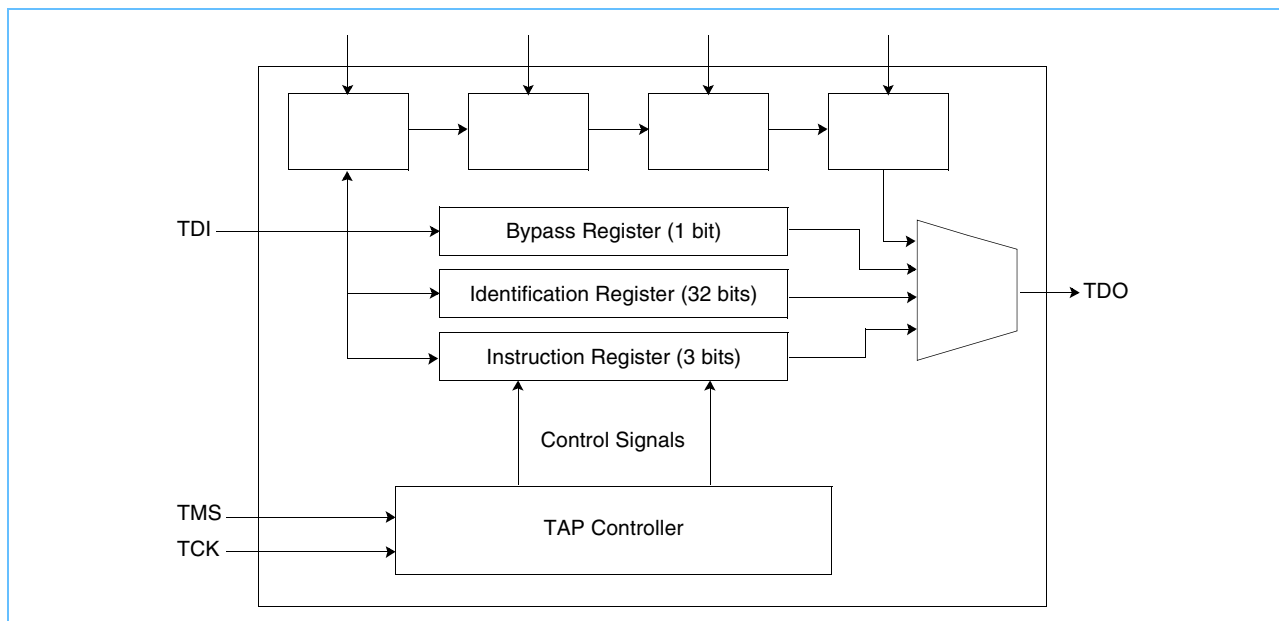 TDI
Bypass Register (1 bit)
Identification Register (32 bits)
TDO
Instruction Register (3 bits)
Control Signals
TMS
TAP Controller
TCK